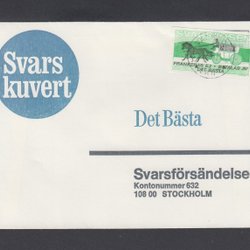 Svars
kuvert
Det Bästa
Svarsförsändelse
Kontonummer 632
108 00 STOCKHOLM